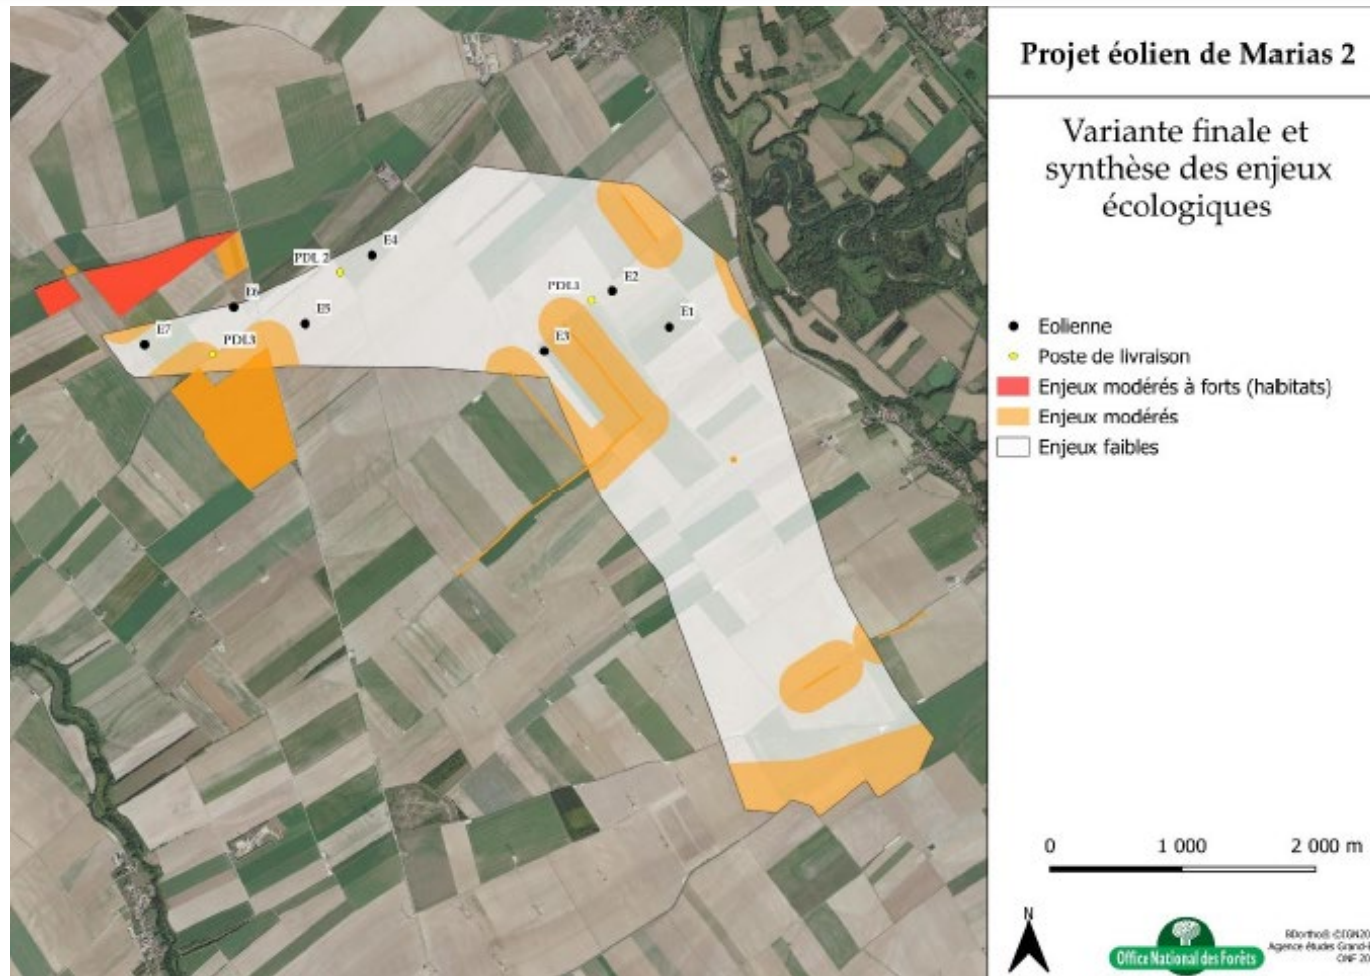 Projet éolien de Marias 2
Variante finale et
synthèse des enjeux
écologiques
Eolienne
Poste de livraison
Enjeux modérés à forts (habitats)
Enjeux modérés
Enjeux faibles
E4
PDL 2
E2
PDL1
E6
E5
E1
E7
PDL3
E3
0 1 000 2 000 m
N
Office National des Forêts
Agence études